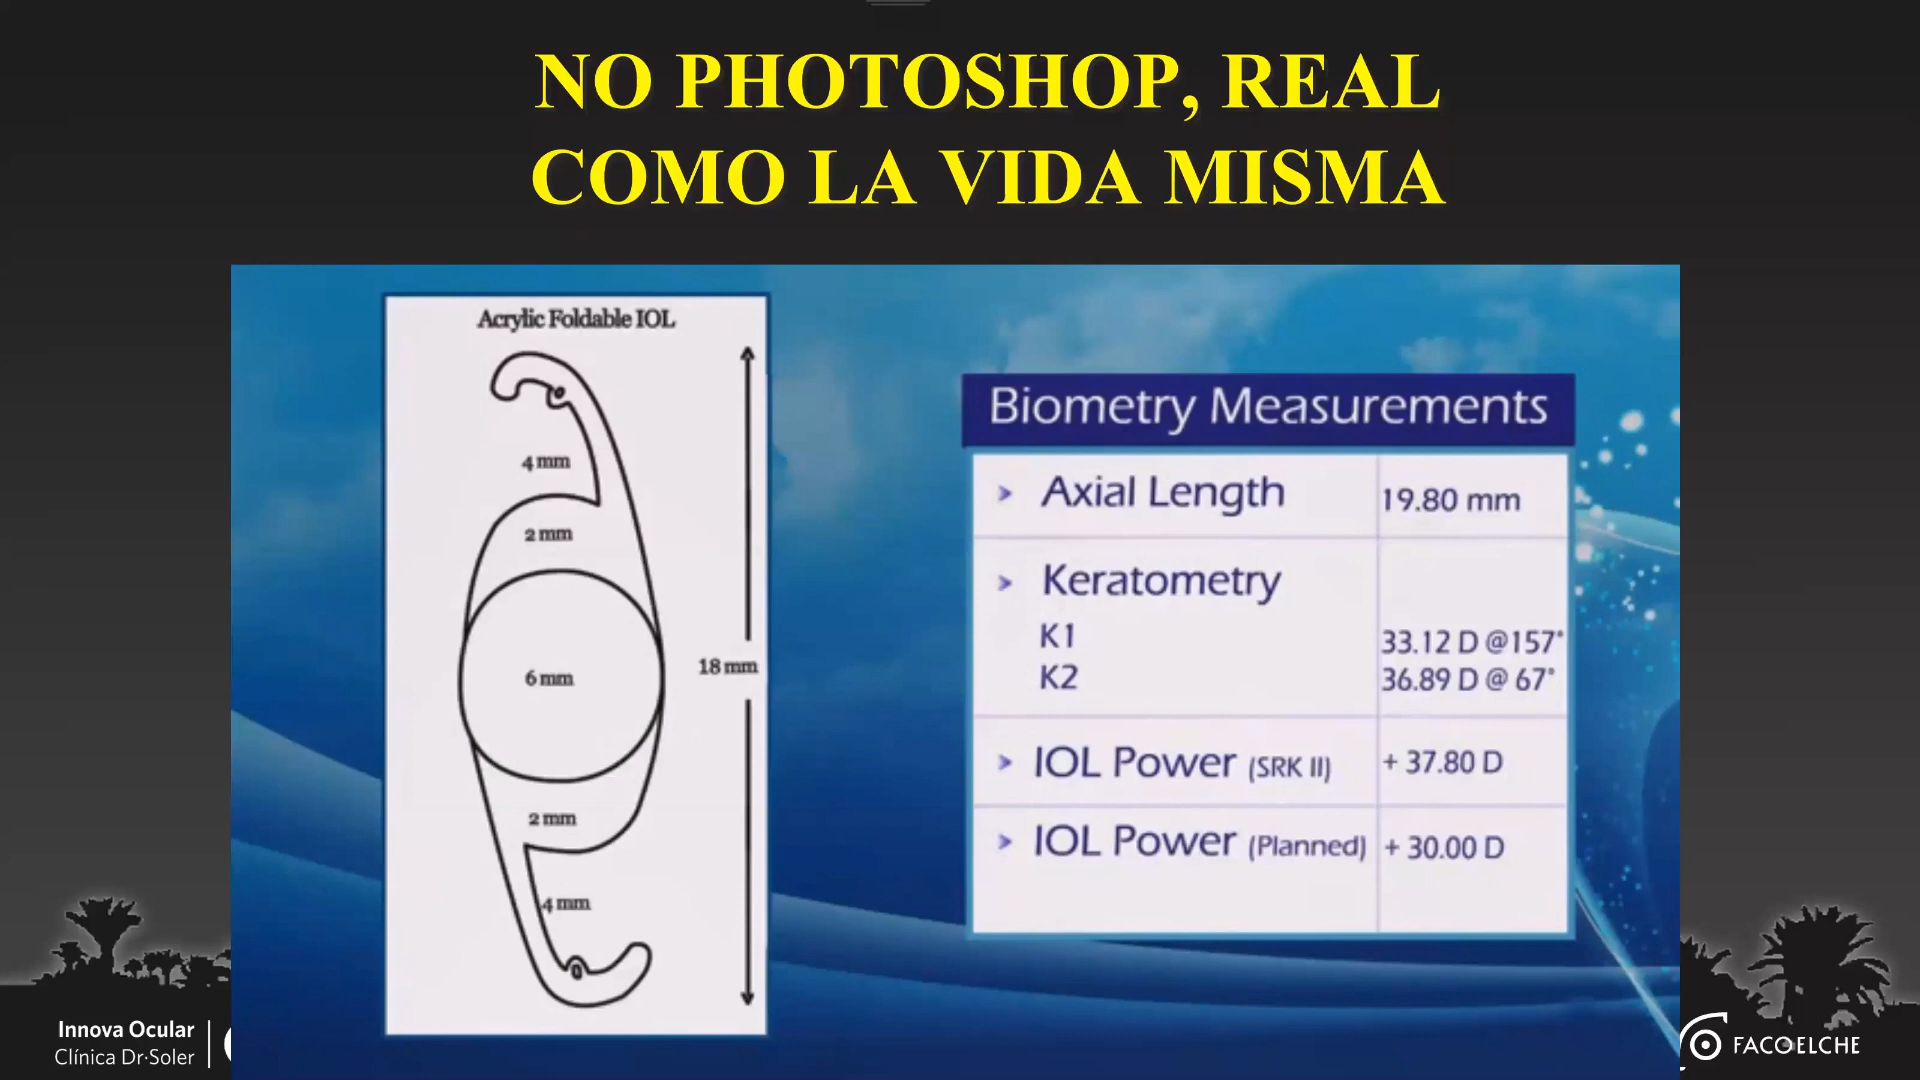 NO PHOTOSHOP, REAL
COMO LA VIDA MISMA
Acrylic Foldable IOL
4 mm
2 mm
6 mm
18 mm
2 mm
4 mm
Biometry Measurements
Axial Length 19.80 mm
Keratometry
K1 33.12 D @157°
K2 36.89 D @ 67°
IOL Power (SRK II) + 37.80 D
IOL Power (Planned) + 30.00 D
Innova Ocular
Clínica Dr·Soler
FACOELCHE